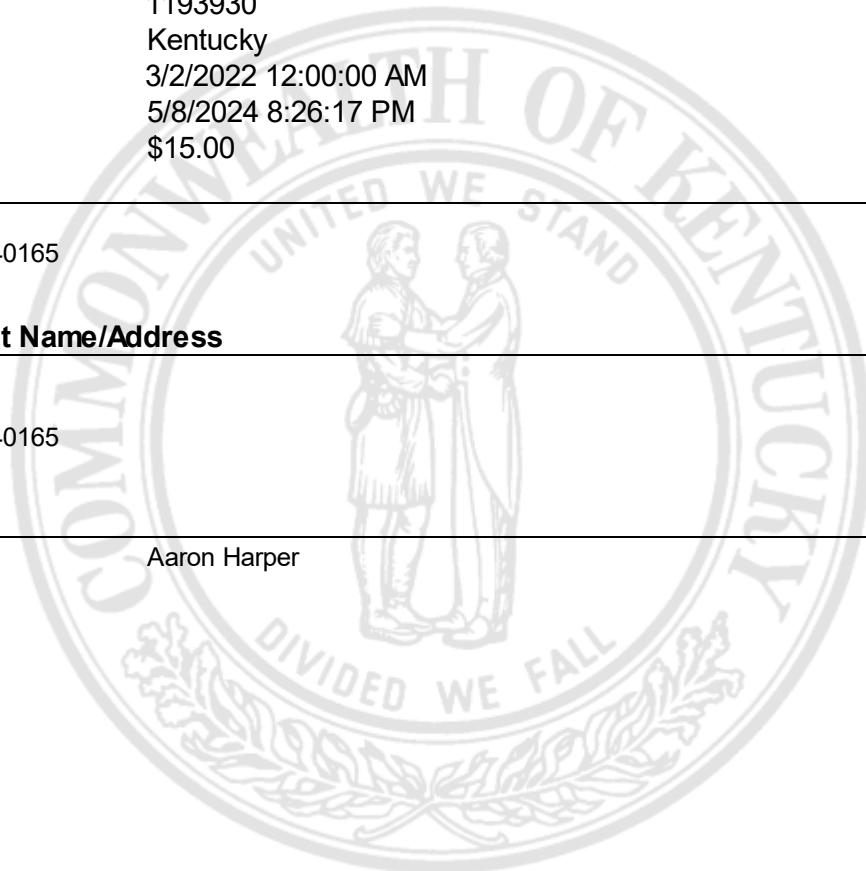 1193930
Kentucky
3/2/2022 12:00:00 AM
5/8/2024 8:26:17 PM
$15.00
0165
t Name/Address
0165
Aaron Harper
COMMONWEALTH OF KENTUCKY
UNITED WE STAND
DIVIDED WE FALL